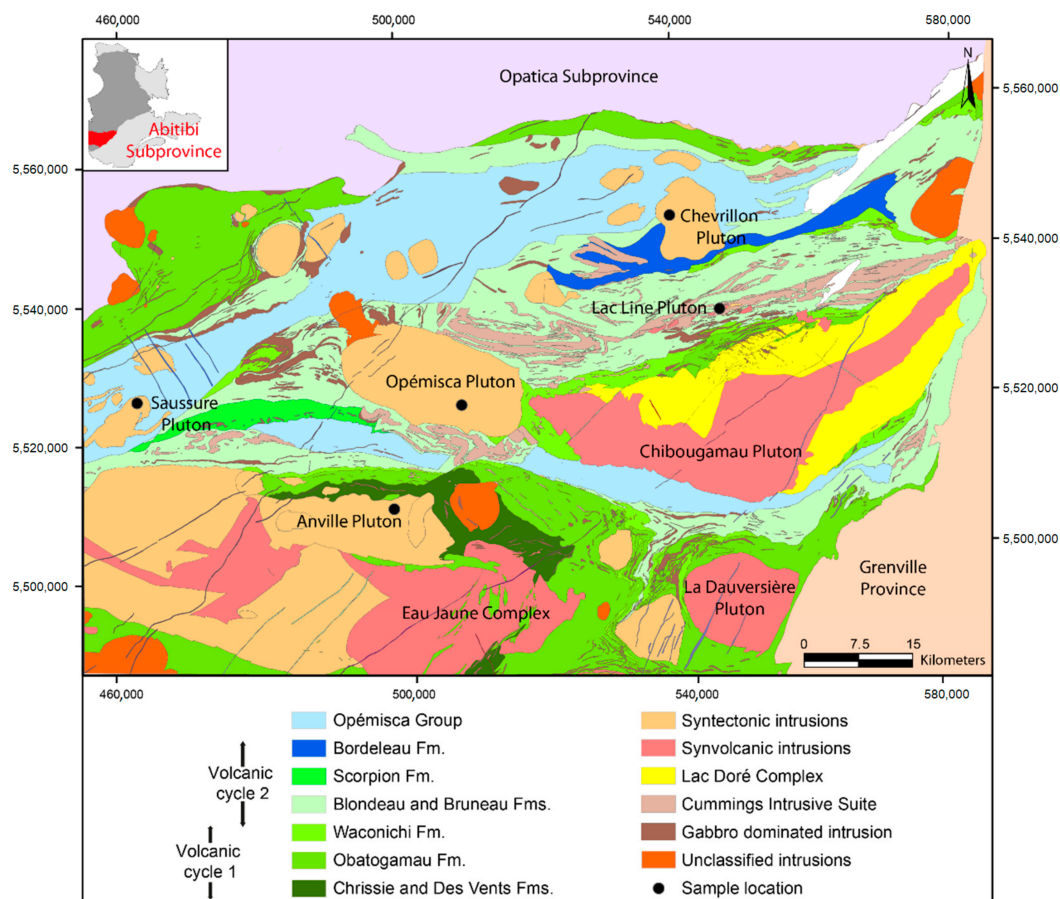 460,000
500,000
540,000
580,000
N
Opatica Subprovince
Abitibi
Subprovince
5,560,000
5,560,000
Chevrillon
Pluton
5,540,000
5,540,000
Lac Line Pluton
Opémisca Pluton
5,520,000
Saussure
Pluton
5,520,000
Chibougamau Pluton
Anville Pluton
5,500,000
Grenville
Province
5,500,000
La Dauversière
Pluton
Eau Jaune Complex
0 7.5 15
Kilometers
460,000
500,000
540,000
580,000
Opémisca Group
Bordeleau Fm.
Scorpion Fm.
Blondeau and Bruneau Fms.
Waconichi Fm.
Obatogamau Fm.
Chrissie and Des Vents Fms.
Volcanic
cycle 2
Volcanic
cycle 1
Syntectonic intrusions
Synvolcanic intrusions
Lac Doré Complex
Cummings Intrusive Suite
Gabbro dominated intrusion
Unclassified intrusions
Sample location